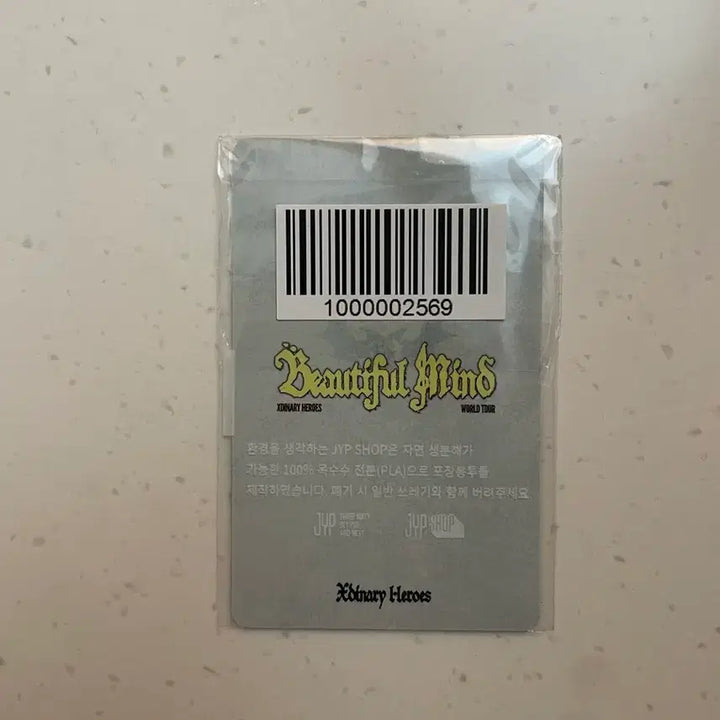 1000002569
Beautiful Mind
XDINARY HEROES WORLD TOUR
환경을 생각하는 JYP SHOP은 자연 생분해가
가능한 100% 옥수수 전분(PLA)으로 포장봉투를
제작하였습니다. 폐기 시 일반 쓰레기와 함께 버려주세요.
JYP JYP SHOP
Xdinary Heroes